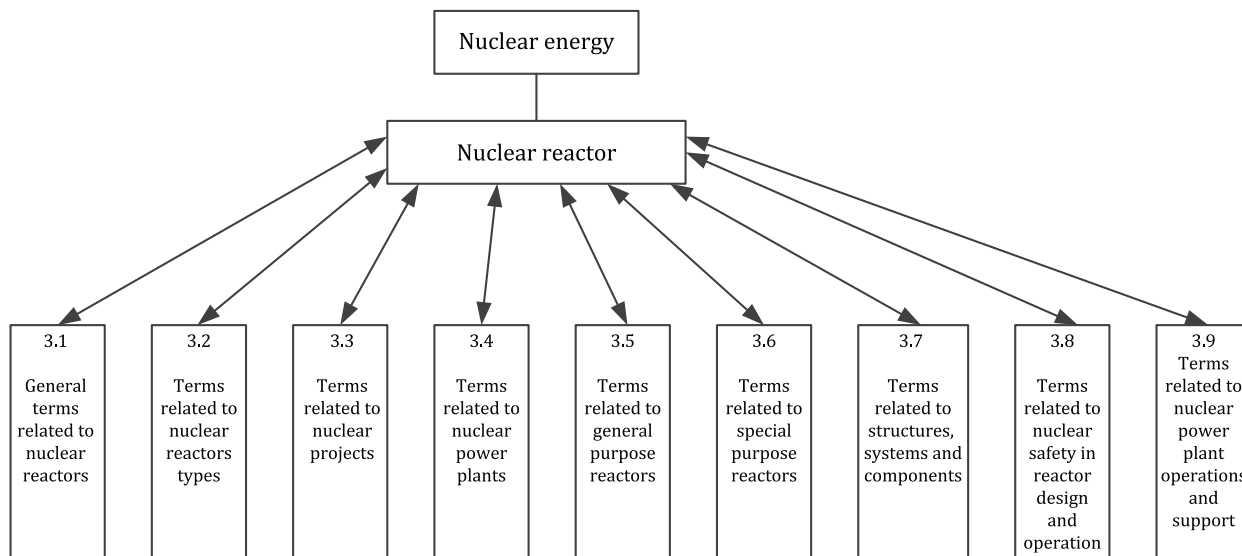 Nuclear energy
Nuclear reactor
3.1
General
terms
related to
nuclear
reactors
3.2
Terms
related to
nuclear
reactors
types
3.3
Terms
related to
nuclear
projects
3.4
Terms
related to
nuclear
power
plants
3.5
Terms
related to
general
purpose
reactors
3.6
Terms
related to
special
purpose
reactors
3.7
Terms
related to
structures,
systems and
components
3.8
Terms
related to
nuclear
safety in
reactor
design
and
operation
3.9
Terms
related to
nuclear
power
plant
operations
and
support